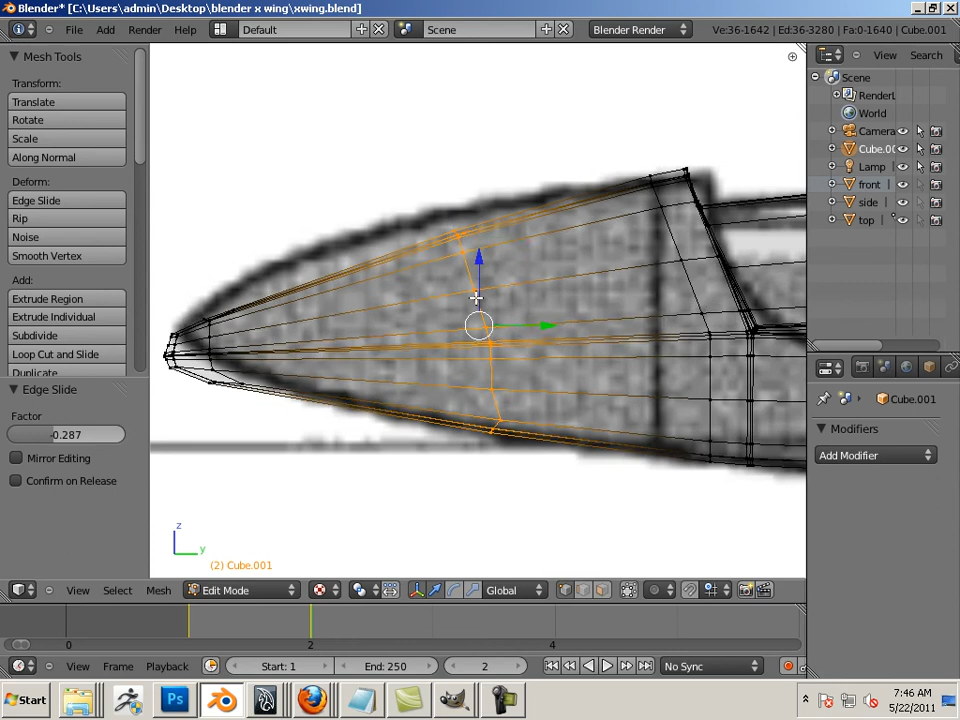 Blender* [C:\Users\admin\Desktop\blender x wing\xwing.blend]
File Add Render Help Default Scene Blender Render Ve:36-1642 | Ed:36-3280 | Fa:0-1640 | Cube.001
Mesh Tools
Transform:
Translate
Rotate
Scale
Along Normal
Deform:
Edge Slide
Rip
Noise
Smooth Vertex
Add:
Extrude Region
Extrude Individual
Subdivide
Loop Cut and Slide
Duplicate
Edge Slide
Factor
-0.287
Mirror Editing
Confirm on Release
z
y
(2) Cube.001
View Search
Scene
RenderL
World
Camera
Cube.00
Lamp
front
side
top
Cube.001
Modifiers
Add Modifier
View Select Mesh Edit Mode Global
0 2 4
View Frame Playback Start: 1 End: 250 2 No Sync
Start
Ps
7:46 AM
5/22/2011